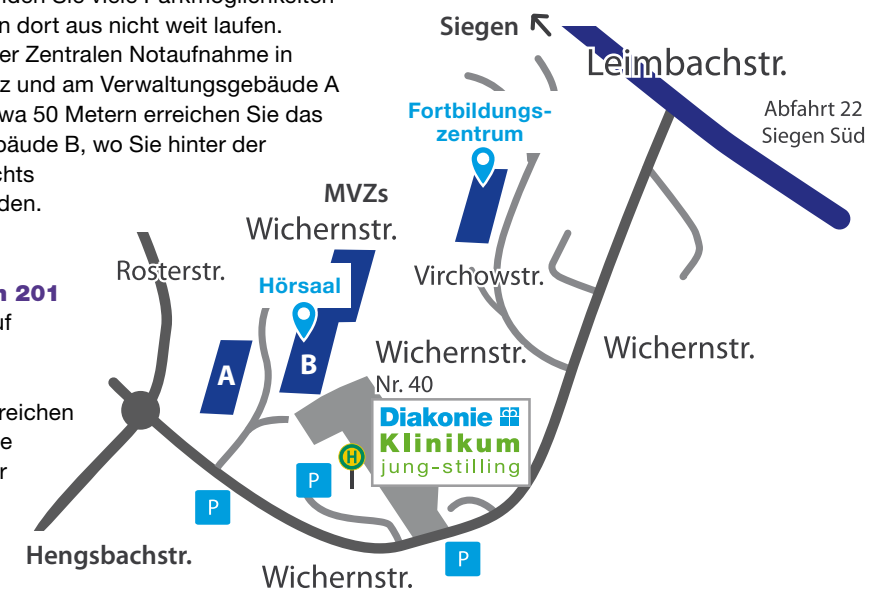 nden Sie viele Parkmöglichkeiten
n dort aus nicht weit laufen.
er Zentralen Notaufnahme in
z und am Verwaltungsgebäude A
wa 50 Metern erreichen Sie das
bäude B, wo Sie hinter der
chts
den.
n 201
uf
reichen
e
r
Siegen
Leimbachstr.
Abfahrt 22
Siegen Süd
Fortbildungs-
zentrum
MVZs
Wichernstr.
Rosterstr.
Hörsaal
Virchowstr.
A
B
Wichernstr.
Nr. 40
Wichernstr.
Diakonie
Klinikum
jung-stilling
H
P
P
P
Hengsbachstr.
Wichernstr.